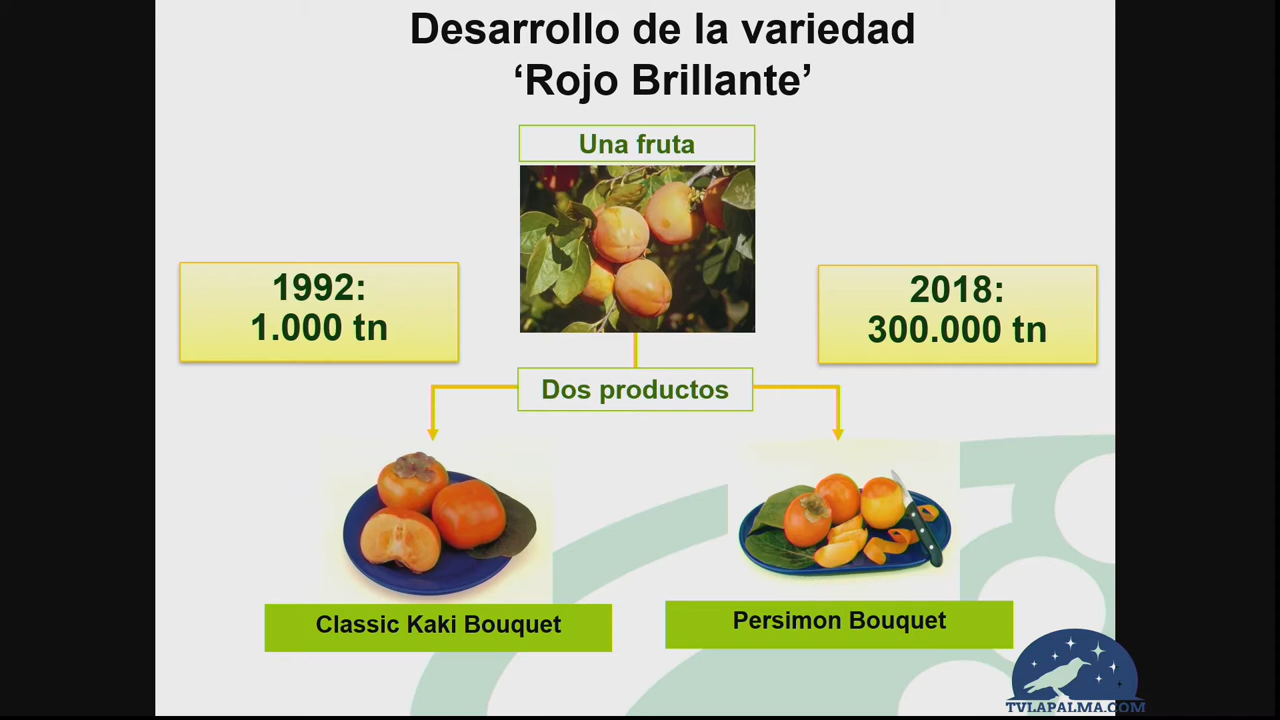 Desarrollo de la variedad
‘Rojo Brillante’
Una fruta
1992:
1.000 tn
2018:
300.000 tn
Dos productos
Classic Kaki Bouquet
Persimon Bouquet
TVLAPALMA.COM